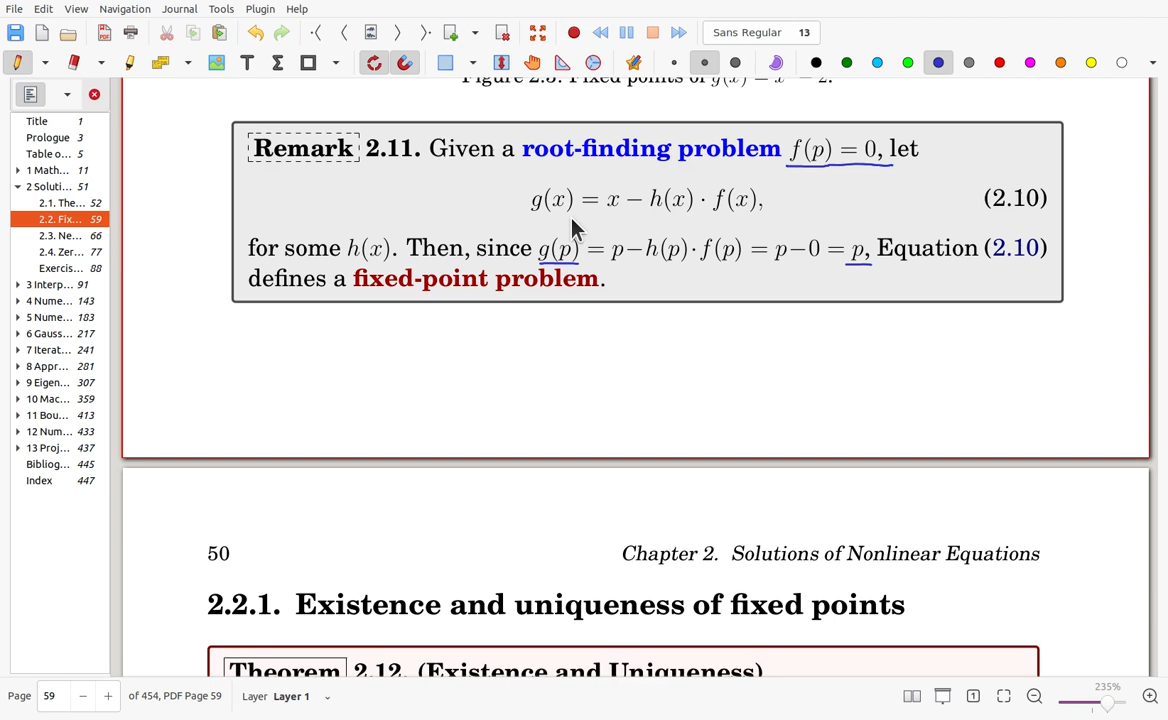 File Edit View Navigation Journal Tools Plugin Help
Sans Regular 13
Title 1
Prologue 3
Table o... 5
1 Math... 11
2 Soluti... 51
2.1. The... 52
2.2. Fix... 59
2.3. Ne... 66
2.4. Zer... 77
Exercis... 88
3 Interp... 91
4 Nume... 143
5 Nume... 183
6 Gauss... 217
7 Iterat... 241
8 Appr... 281
9 Eigen... 307
10 Mac... 359
11 Bou... 413
12 Num... 433
13 Proj... 437
Bibliog... 445
Index 447
Remark 2.11. Given a root-finding problem f(p) = 0, let
g(x) = x − h(x) · f(x), (2.10)
for some h(x). Then, since g(p) = p−h(p)·f(p) = p−0 = p, Equation (2.10)
defines a fixed-point problem.
50 Chapter 2. Solutions of Nonlinear Equations
2.2.1. Existence and uniqueness of fixed points
Theorem 2.12. (Existence and Uniqueness)
Page 59 − + of 454, PDF Page 59 Layer Layer 1 235%